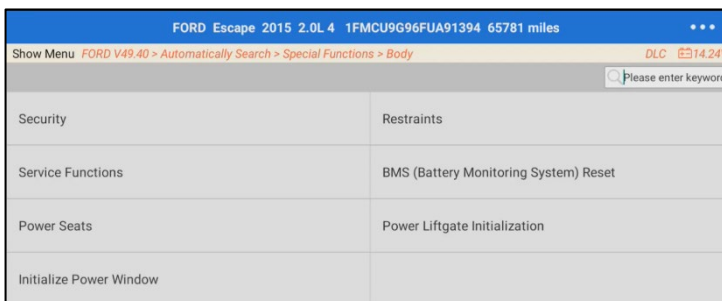 FORD Escape 2015 2.0L 4 1FMCU9G96FUA91394 65781 miles
Show Menu FORD V49.40 > Automatically Search > Special Functions > Body DLC 14.24
Please enter keyword
Security Restraints
Service Functions BMS (Battery Monitoring System) Reset
Power Seats Power Liftgate Initialization
Initialize Power Window